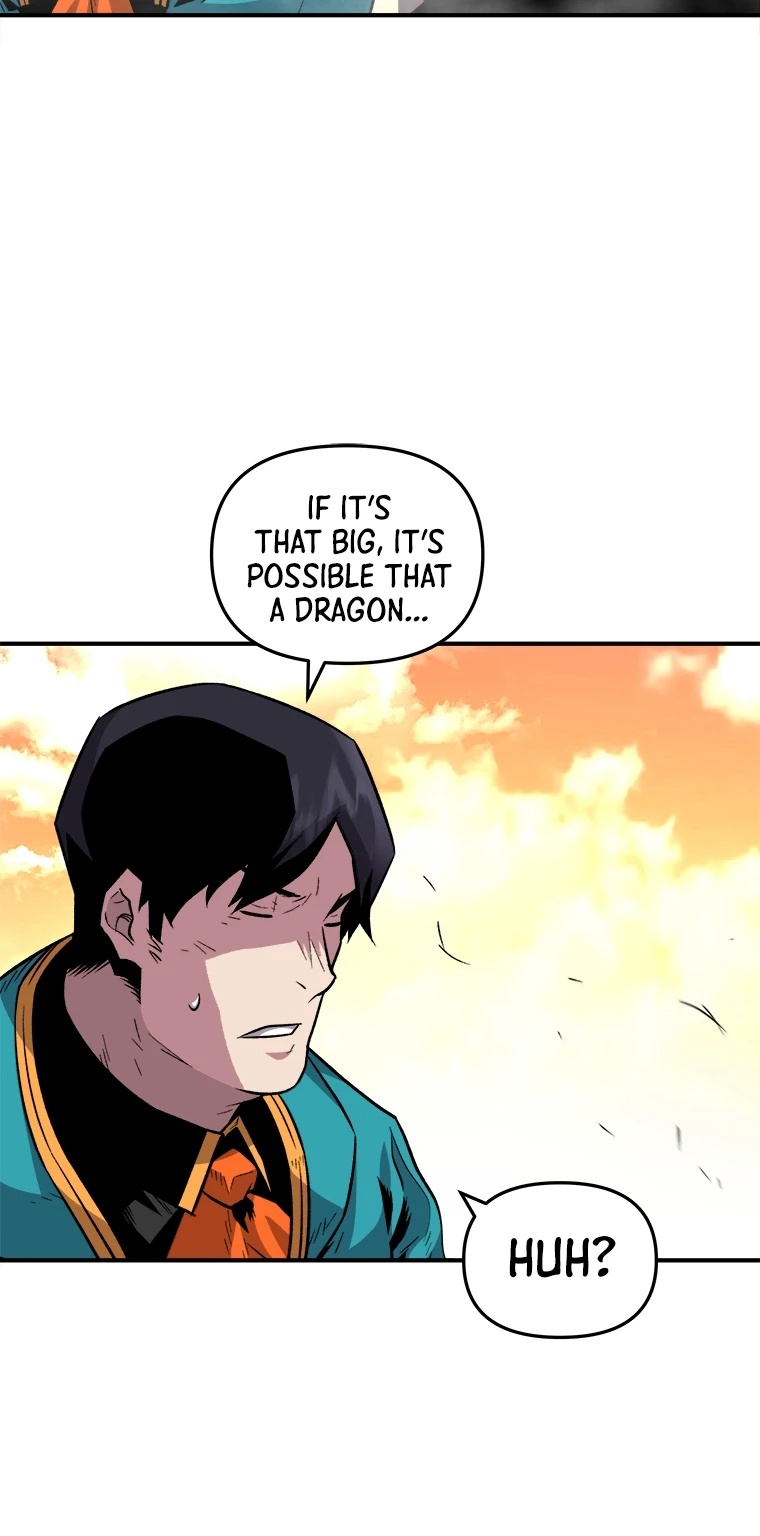 IF IT'S
THAT BIG, IT'S
POSSIBLE THAT
A DRAGON...
HUH?